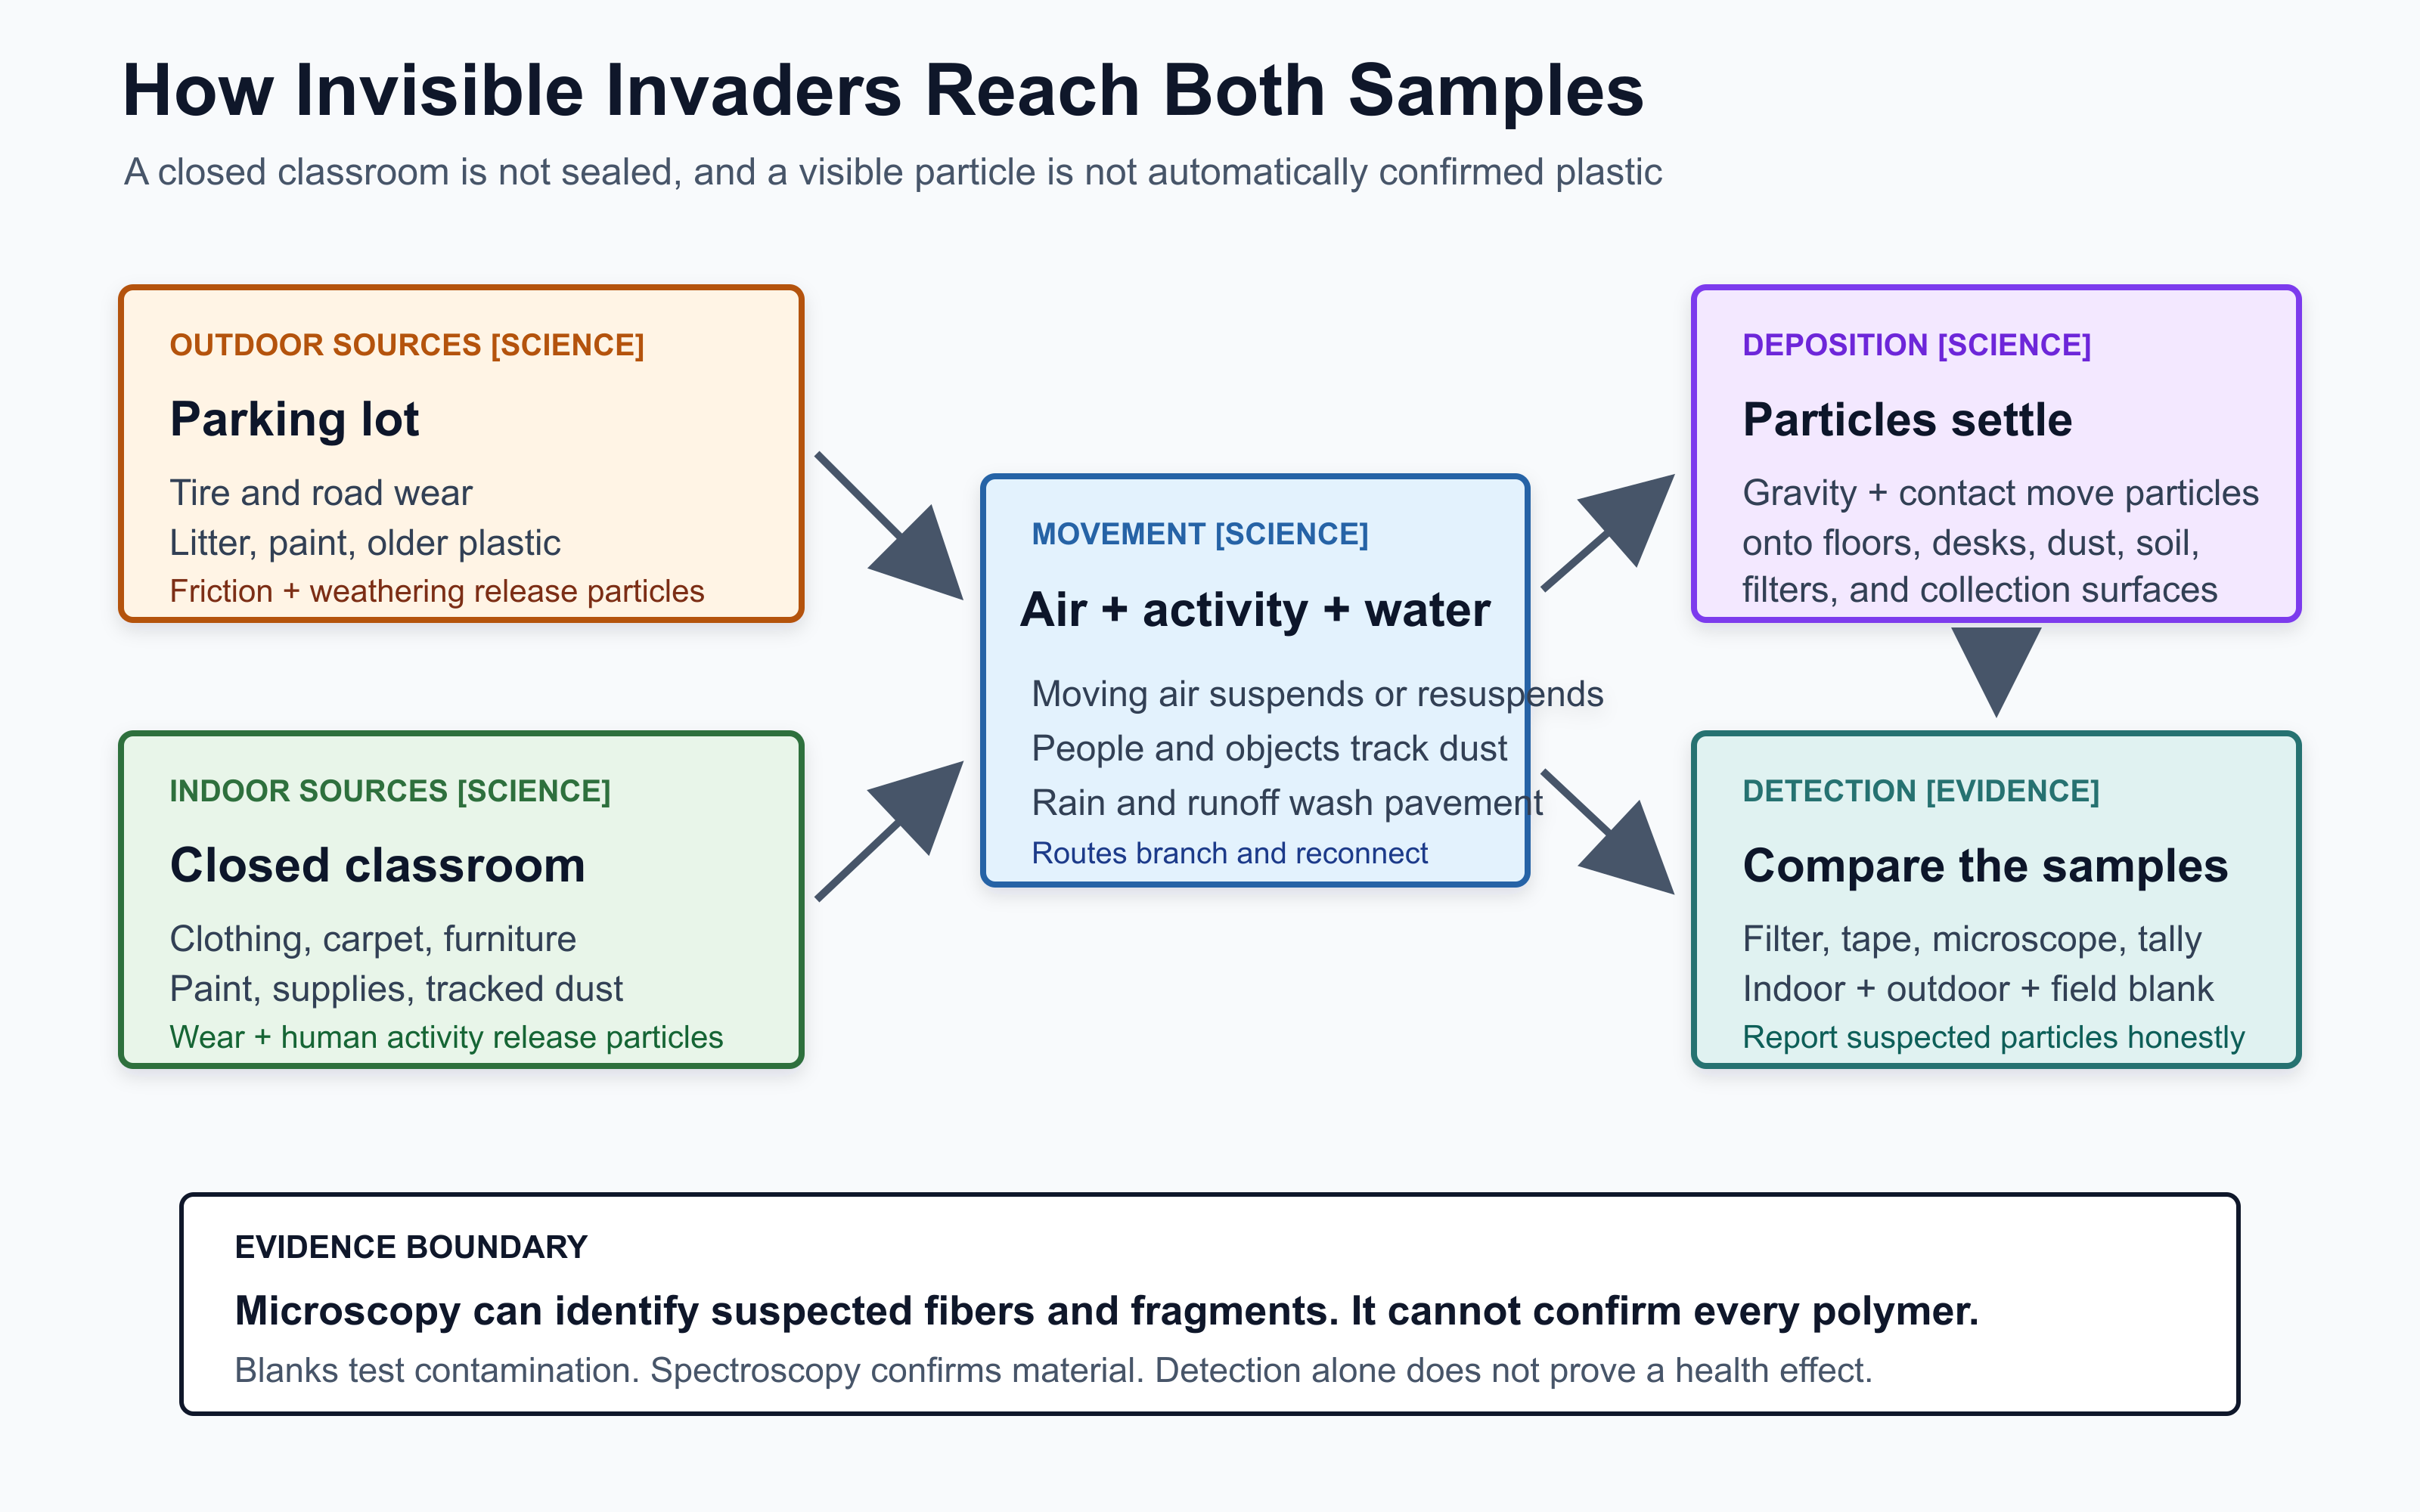 How Invisible Invaders Reach Both Samples
A closed classroom is not sealed, and a visible particle is not automatically confirmed plastic
OUTDOOR SOURCES [SCIENCE]
Parking lot
Tire and road wear
Litter, paint, older plastic
Friction + weathering release particles
INDOOR SOURCES [SCIENCE]
Closed classroom
Clothing, carpet, furniture
Paint, supplies, tracked dust
Wear + human activity release particles
MOVEMENT [SCIENCE]
Air + activity + water
Moving air suspends or resuspends
People and objects track dust
Rain and runoff wash pavement
Routes branch and reconnect
DEPOSITION [SCIENCE]
Particles settle
Gravity + contact move particles
onto floors, desks, dust, soil,
filters, and collection surfaces
DETECTION [EVIDENCE]
Compare the samples
Filter, tape, microscope, tally
Indoor + outdoor + field blank
Report suspected particles honestly
EVIDENCE BOUNDARY
Microscopy can identify suspected fibers and fragments. It cannot confirm every polymer.
Blanks test contamination. Spectroscopy confirms material. Detection alone does not prove a health effect.